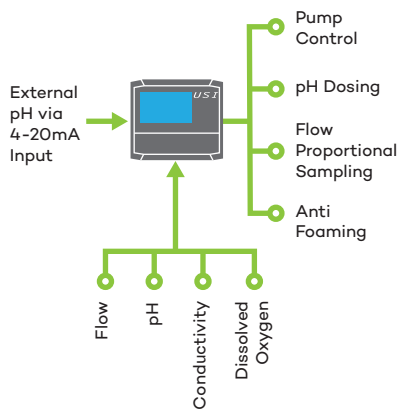 Pump
Control
pH Dosing
Flow
Proportional
Sampling
Anti
Foaming
External
pH via
4-20mA
Input
USI
Flow
pH
Conductivity
Dissolved
Oxygen